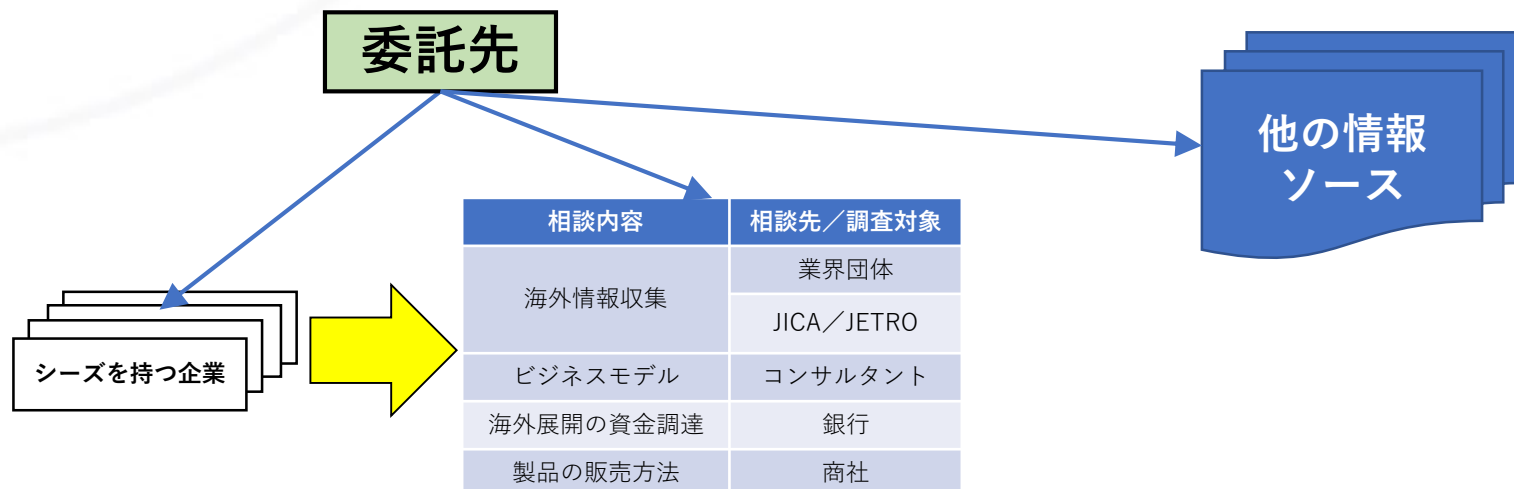 委託先
他の情報
ソース
相談内容 相談先／調査対象
海外情報収集 業界団体
JICA／JETRO
シーズを持つ企業
ビジネスモデル コンサルタント
海外展開の資金調達 銀行
製品の販売方法 商社